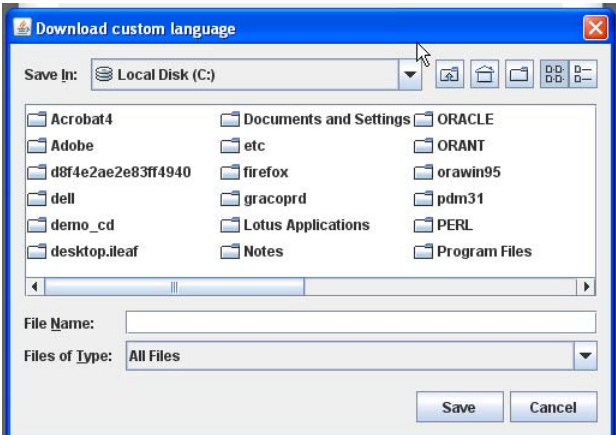 Download custom language
Save In: Local Disk (C:)
Acrobat4 Documents and Settings ORACLE
Adobe etc ORANT
d8f4e2ae2e83ff4940 firefox orawin95
dell gracoprd pdm31
demo_cd Lotus Applications PERL
desktop.ileaf Notes Program Files
File Name:
Files of Type: All Files
Save Cancel